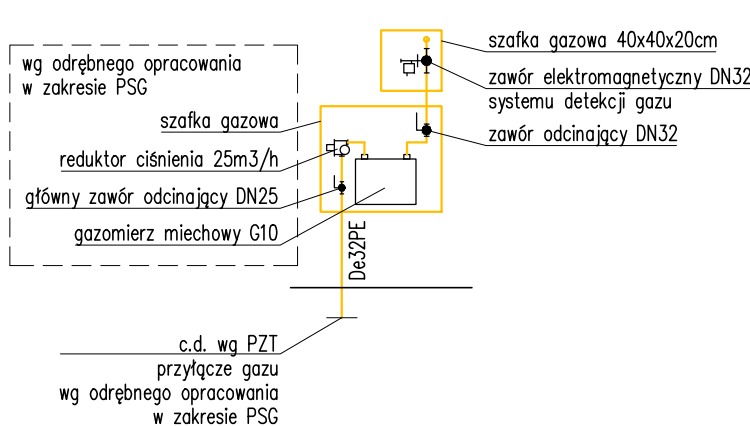 wg odrębnego opracowania
w zakresie PSG
szafka gazowa
reduktor ciśnienia 25m3/h
główny zawór odcinający DN25
gazomierz miechowy G10
szafka gazowa 40x40x20cm
zawór elektromagnetyczny DN32
systemu detekcji gazu
zawór odcinający DN32
De32PE
c.d. wg PZT
przyłącze gazu
wg odrębnego opracowania
w zakresie PSG